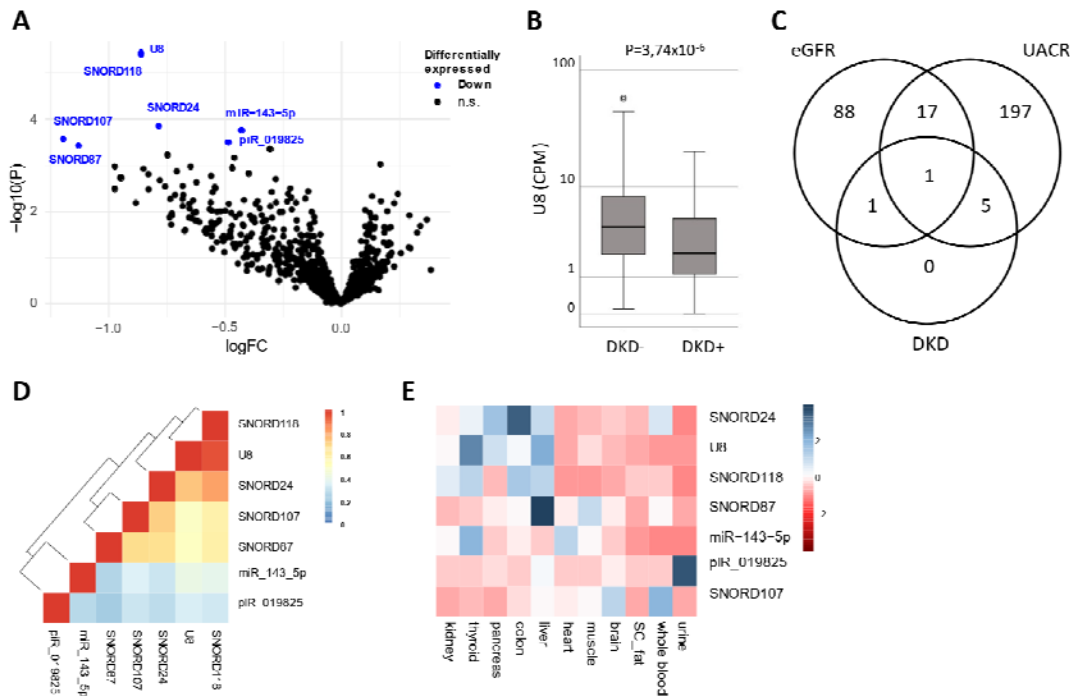 A
B
C
U8
SNORD118
SNORD24
SNORD107
SNORD87
miR−143−5p
piR_019825
Differentially
expressed
Down
n.s.
−log10(P)
4
2
0
−1.0
−0.5
0.0
logFC
P=3,74x10⁻⁶
U8 (CPM)
100
10
1
0
DKD-
DKD+
eGFR
UACR
88
17
197
1
1
5
0
DKD
D
E
SNORD118
U8
SNORD24
SNORD107
SNORD87
miR_143_5p
piR_019825
piR_019825
miR_143_5p
SNORD87
SNORD107
SNORD24
U8
SNORD118
1
0.8
0.6
0.4
0.2
0
SNORD24
U8
SNORD118
SNORD87
miR−143−5p
piR_019825
SNORD107
kidney
thyroid
pancreas
colon
liver
heart
muscle
brain
SC_fat
whole blood
urine
2
0
2